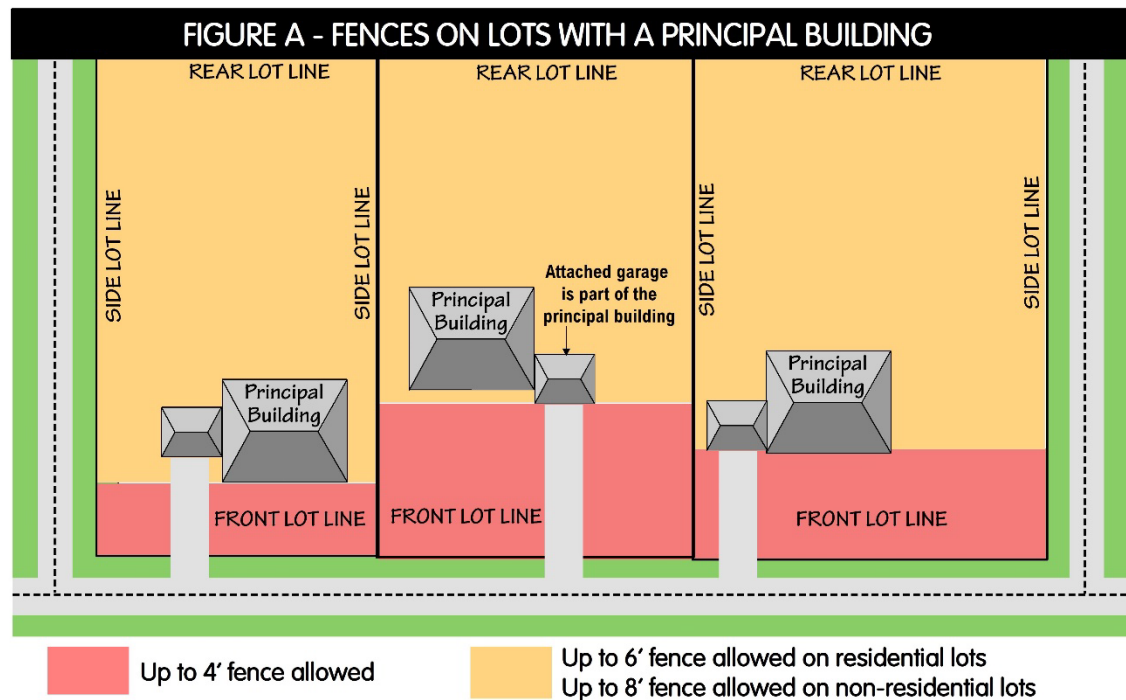 FIGURE A - FENCES ON LOTS WITH A PRINCIPAL BUILDING
REAR LOT LINE
REAR LOT LINE
REAR LOT LINE
SIDE LOT LINE
SIDE LOT LINE
SIDE LOT LINE
SIDE LOT LINE
Attached garage
is part of the
principal building
Principal
Building
Principal
Building
Principal
Building
FRONT LOT LINE
FRONT LOT LINE
FRONT LOT LINE
Up to 4' fence allowed
Up to 6' fence allowed on residential lots
Up to 8' fence allowed on non-residential lots